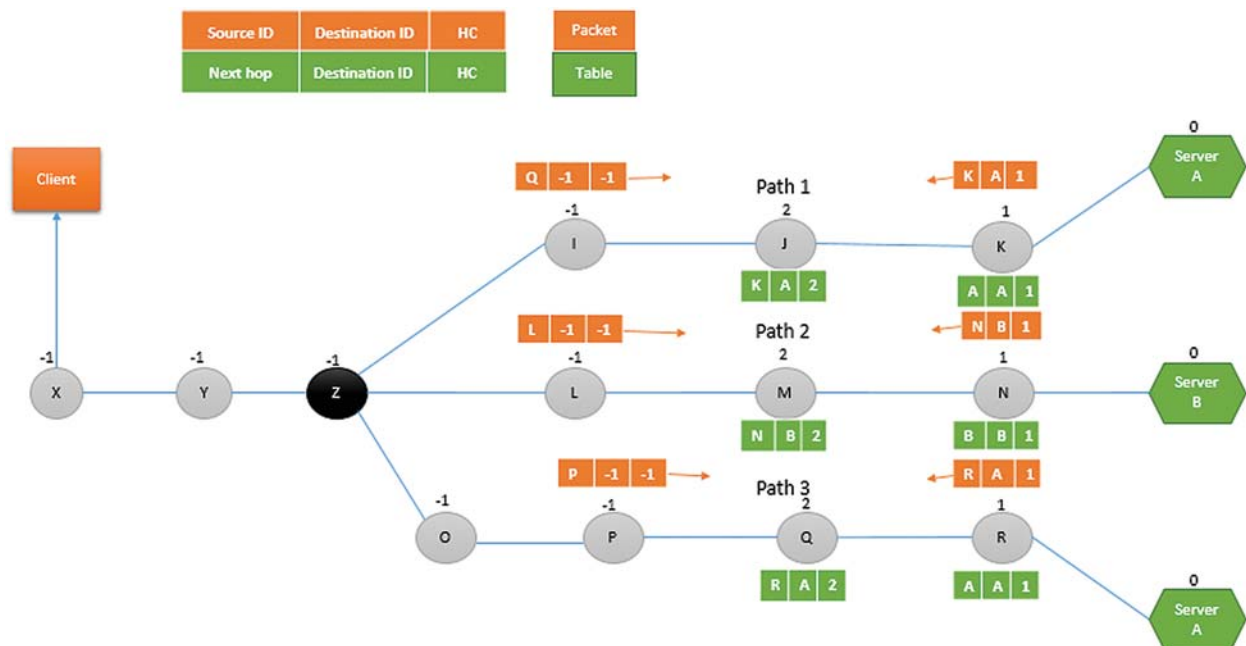 Source ID Destination ID HC Packet
Next hop Destination ID HC Table
0
Server A
Client
Q -1 -1
K A 1
Path 1
-1 2 1
I J K
K A 2
A A 1
L -1 -1
Path 2
N B 1
-1 -1 -1 -1 2 1 0
X Y Z L M N Server B
N B 2
B B 1
P -1 -1
Path 3
R A 1
-1 -1 2 1
O P Q R
R A 2
A A 1
0
Server A